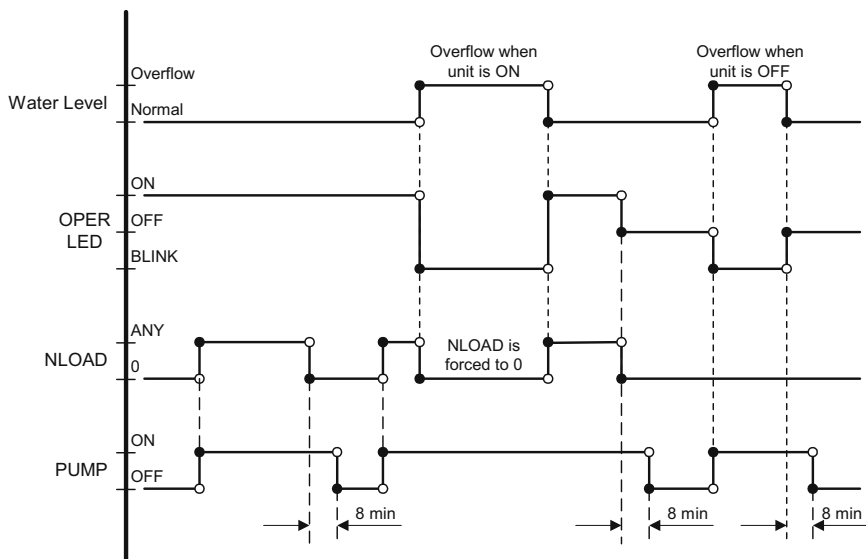 Overflow when
unit is ON
Overflow when
unit is OFF
Overflow
Water Level
Normal
ON
OPER
LED
OFF
BLINK
ANY
NLOAD
0
NLOAD is
forced to 0
ON
PUMP
OFF
8 min
8 min
8 min